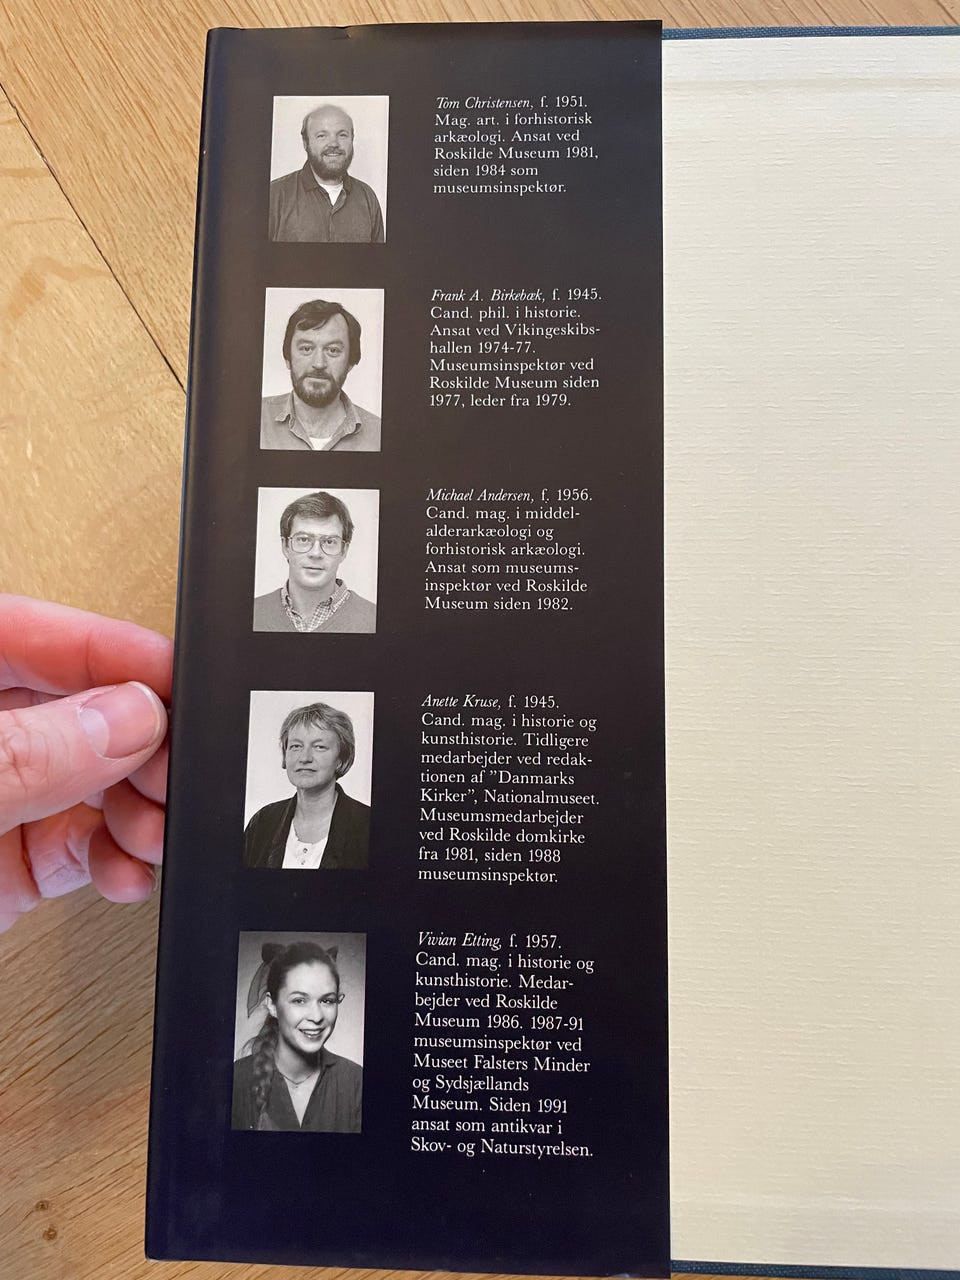 Tom Christensen, f. 1951.
Mag. art. i forhistorisk
arkæologi. Ansat ved
Roskilde Museum 1981,
siden 1984 som
museumsinspektør.
Frank A. Birkebæk, f. 1945.
Cand. phil. i historie.
Ansat ved Vikingeskibs-
hallen 1974-77.
Museumsinspektør ved
Roskilde Museum siden
1977, leder fra 1979.
Michael Andersen, f. 1956.
Cand. mag. i middel-
alderarkæologi og
forhistorisk arkæologi.
Ansat som museums-
inspektør ved Roskilde
Museum siden 1982.
Anette Kruse, f. 1945.
Cand. mag. i historie og
kunsthistorie. Tidligere
medarbejder ved redak-
tionen af ”Danmarks
Kirker”, Nationalmuseet.
Museumsmedarbejder
ved Roskilde domkirke
fra 1981, siden 1988
museumsinspektør.
Vivian Etting, f. 1957.
Cand. mag. i historie og
kunsthistorie. Medar-
bejder ved Roskilde
Museum 1986. 1987-91
museumsinspektør ved
Museet Falsters Minder
og Sydsjællands
Museum. Siden 1991
ansat som antikvar i
Skov- og Naturstyrelsen.